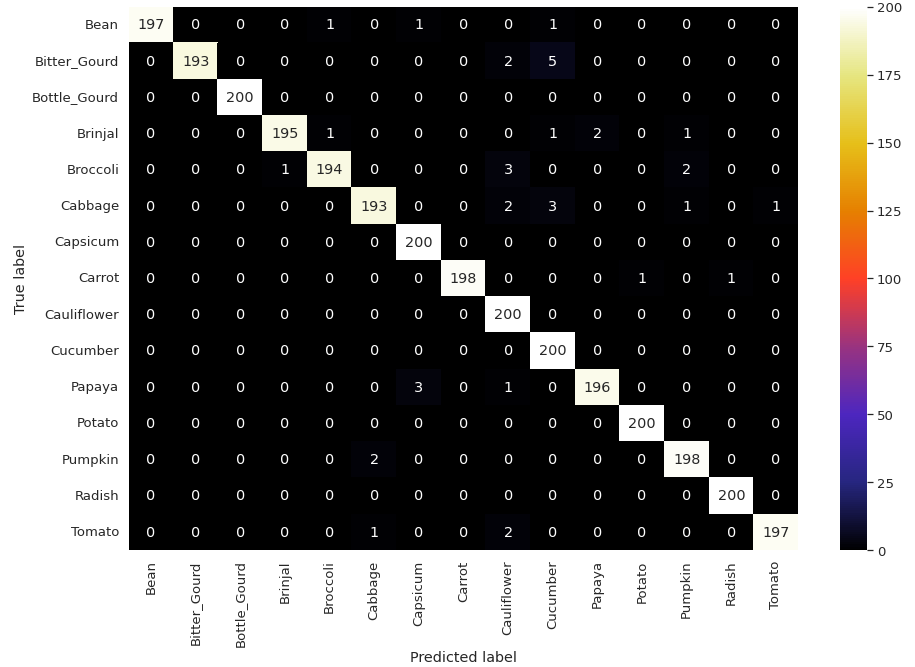 Bean 197 0 0 0 1 0 1 0 0 1 0 0 0 0 0 200
Bitter_Gourd 0 193 0 0 0 0 0 0 2 5 0 0 0 0 0 175
Bottle_Gourd 0 0 200 0 0 0 0 0 0 0 0 0 0 0 0
Brinjal 0 0 0 195 1 0 0 0 0 1 2 0 1 0 0 150
Broccoli 0 0 0 1 194 0 0 0 3 0 0 0 2 0 0
Cabbage 0 0 0 0 0 193 0 0 2 3 0 0 1 0 1 125
Capsicum 0 0 0 0 0 0 200 0 0 0 0 0 0 0 0
True label
Carrot 0 0 0 0 0 0 0 198 0 0 0 1 0 1 0 100
Cauliflower 0 0 0 0 0 0 0 0 200 0 0 0 0 0 0
Cucumber 0 0 0 0 0 0 0 0 0 200 0 0 0 0 0 75
Papaya 0 0 0 0 0 0 3 0 1 0 196 0 0 0 0
Potato 0 0 0 0 0 0 0 0 0 0 0 200 0 0 0 50
Pumpkin 0 0 0 0 0 2 0 0 0 0 0 0 198 0 0
Radish 0 0 0 0 0 0 0 0 0 0 0 0 0 200 0 25
Tomato 0 0 0 0 0 1 0 0 2 0 0 0 0 0 197 0
Bean Bitter_Gourd Bottle_Gourd Brinjal Broccoli Cabbage Capsicum Carrot Cauliflower Cucumber Papaya Potato Pumpkin Radish Tomato
Predicted label